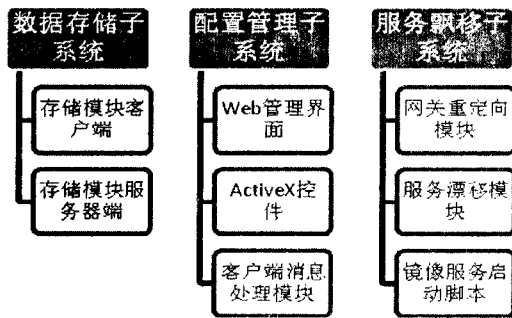 数据存储子
系统
存储模块客
户端
存储模块服
务器端
配置管理子
系统
Web管理界
面
ActiveX控
件
客户端消息
处理模块
服务飘移子
系统
网关重定向
模块
服务漂移模
块
镜像服务启
动脚本